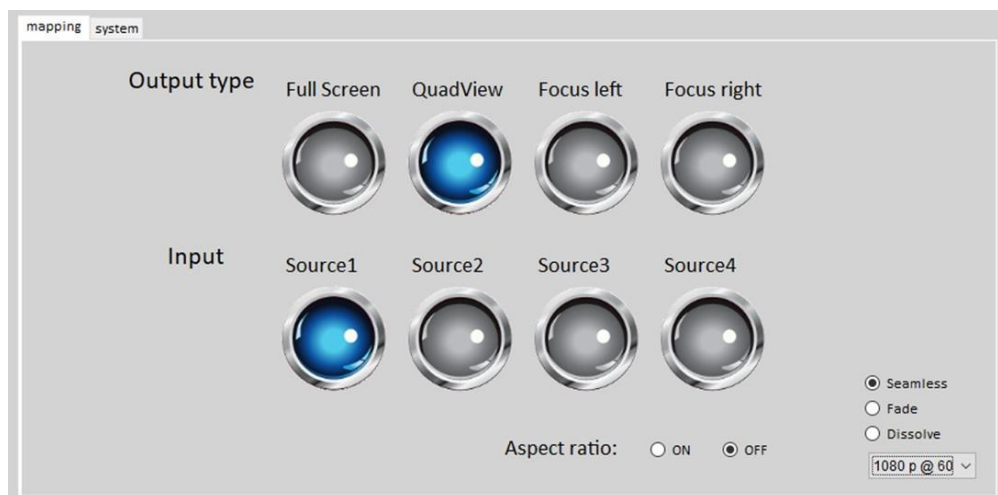 mapping system
Output type
Full Screen QuadView Focus left Focus right
Input
Source1 Source2 Source3 Source4
Seamless
Fade
Dissolve
Aspect ratio: ON OFF
1080 p @ 60